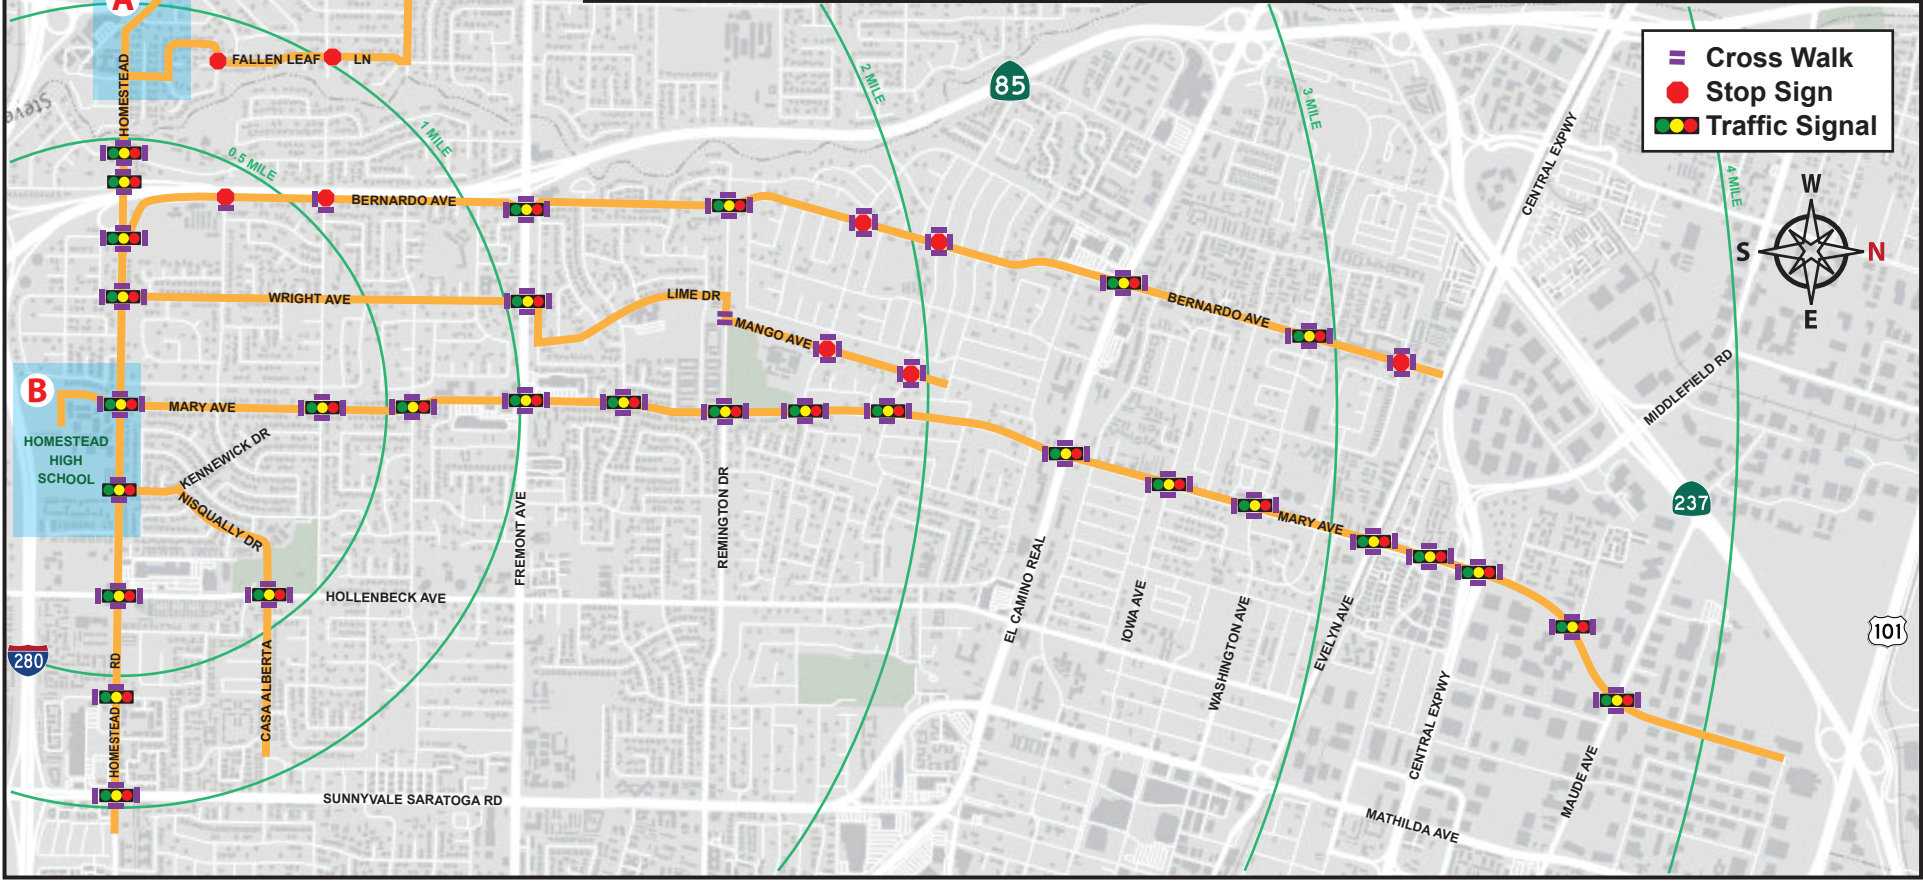 A
FALLEN LEAF LN
HOMESTEAD
Steve
0.5 MILE
1 MILE
2 MILE
3 MILE
4 MILE
85
CENTRAL EXPWY
Cross Walk
Stop Sign
Traffic Signal
W
S
N
E
BERNARDO AVE
WRIGHT AVE
LIME DR
MANGO AVE
BERNARDO AVE
MIDDLEFIELD RD
B
MARY AVE
HOMESTEAD
HIGH
SCHOOL
KENNEWICK DR
NISQUALLY DR
FREMONT AVE
REMINGTON DR
MARY AVE
237
HOLLENBECK AVE
EL CAMINO REAL
IOWA AVE
WASHINGTON AVE
EVELYN AVE
101
280
HOMESTEAD RD
CASA ALBERTA
CENTRAL EXPWY
MAUDE AVE
SUNNYVALE SARATOGA RD
MATHILDA AVE